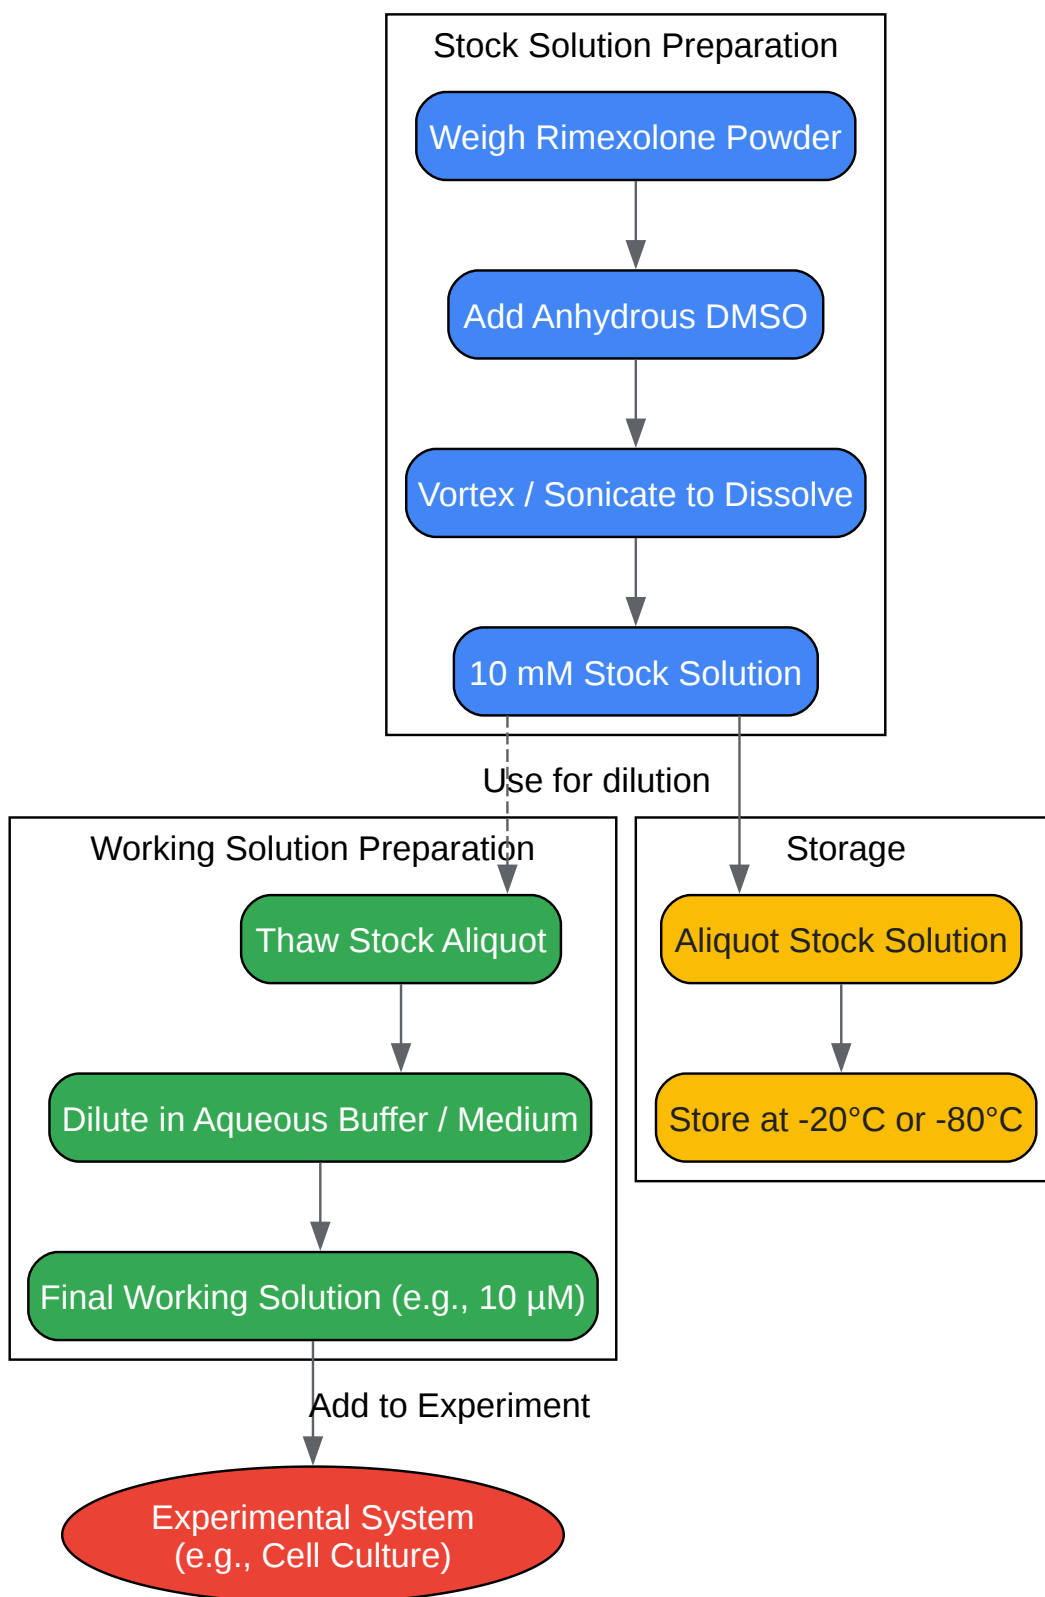 Stock Solution Preparation
Weigh Rimexolone Powder
Add Anhydrous DMSO
Vortex / Sonicate to Dissolve
10 mM Stock Solution
Use for dilution
Working Solution Preparation
Thaw Stock Aliquot
Dilute in Aqueous Buffer / Medium
Final Working Solution (e.g., 10 µM)
Storage
Aliquot Stock Solution
Store at -20°C or -80°C
Add to Experiment
Experimental System
(e.g., Cell Culture)